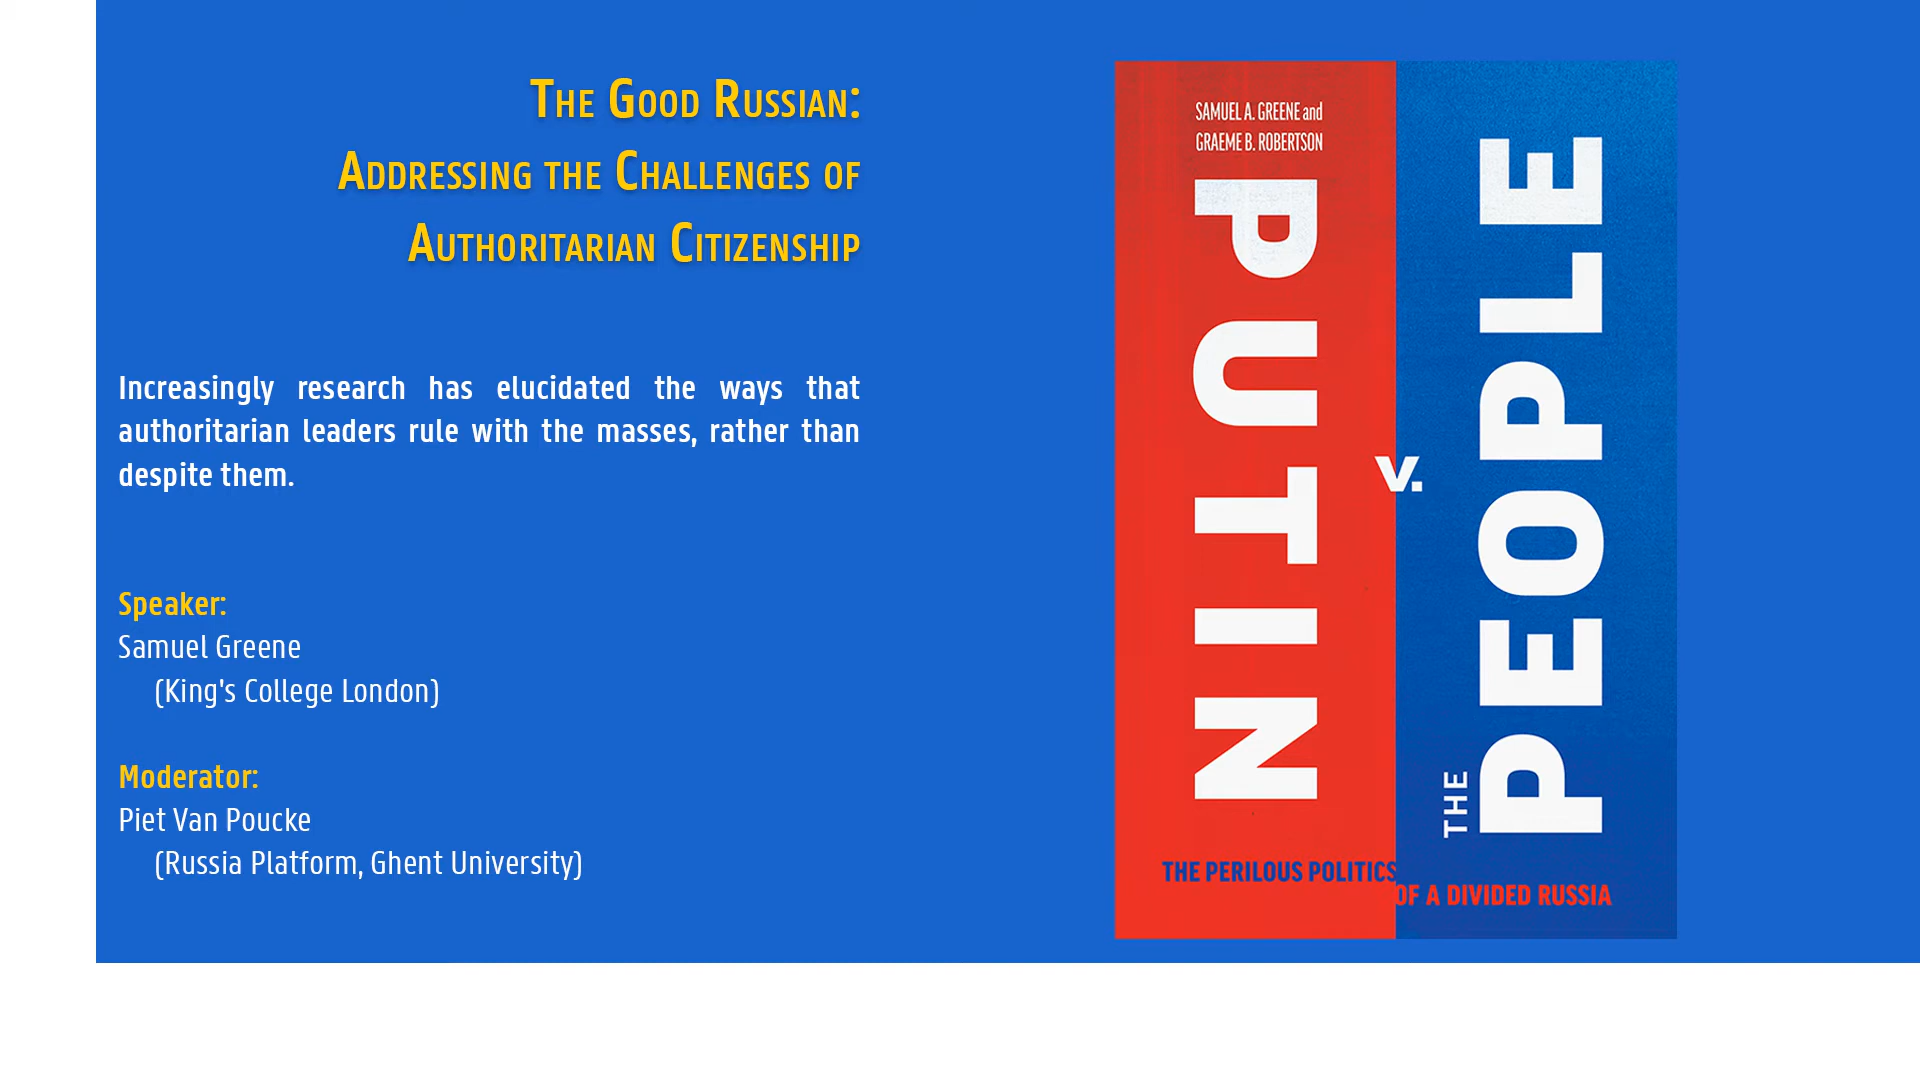 The Good Russian:
Addressing the Challenges of
Authoritarian Citizenship
Increasingly research has elucidated the ways that
authoritarian leaders rule with the masses, rather than
despite them.
Speaker:
Samuel Greene
(King's College London)
Moderator:
Piet Van Poucke
(Russia Platform, Ghent University)
SAMUEL A. GREENE and
GRAEME B. ROBERTSON
PUTIN
v.
THE
PEOPLE
THE PERILOUS POLITICS
OF A DIVIDED RUSSIA